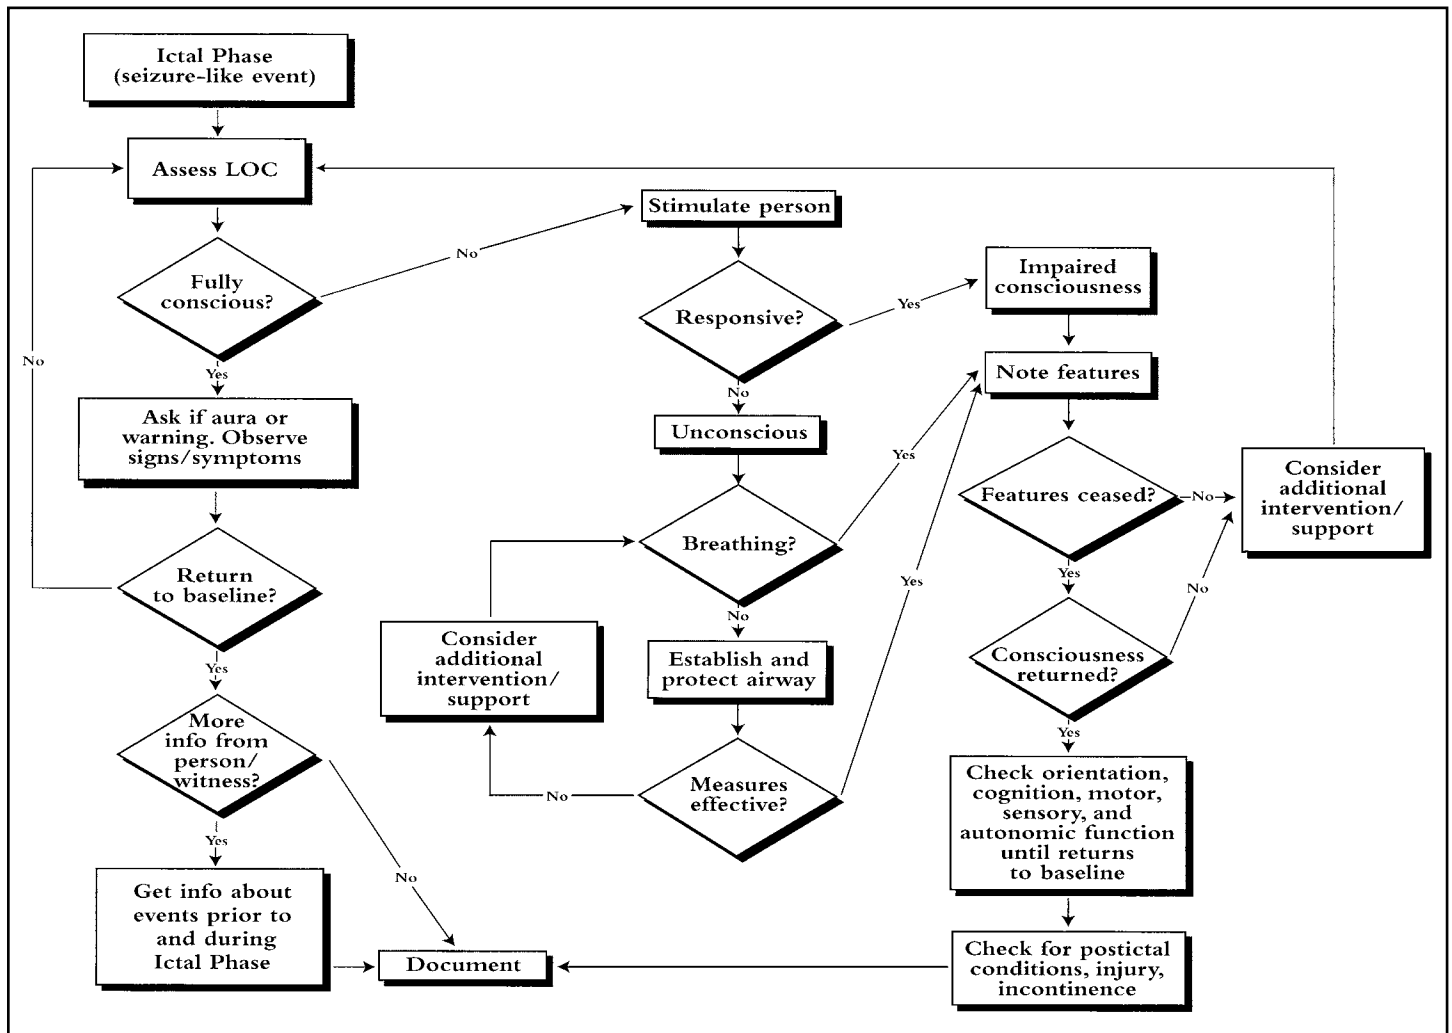 Ictal Phase
(seizure-like event)
Assess LOC
Fully
conscious?
No
Yes
Ask if aura or
warning. Observe
signs/symptoms
Return
to baseline?
No
Yes
More
info from
person/
witness?
No
Yes
Get info about
events prior to
and during
Ictal Phase
Document
Stimulate person
Responsive?
Yes
No
Unconscious
Breathing?
Yes
No
Establish and
protect airway
Measures
effective?
Yes
No
Consider
additional
intervention/
support
Impaired
consciousness
Note features
Features ceased?
No
Yes
Consciousness
returned?
No
Yes
Consider
additional
intervention/
support
Check orientation,
cognition, motor,
sensory, and
autonomic function
until returns
to baseline
Check for postictal
conditions, injury,
incontinence